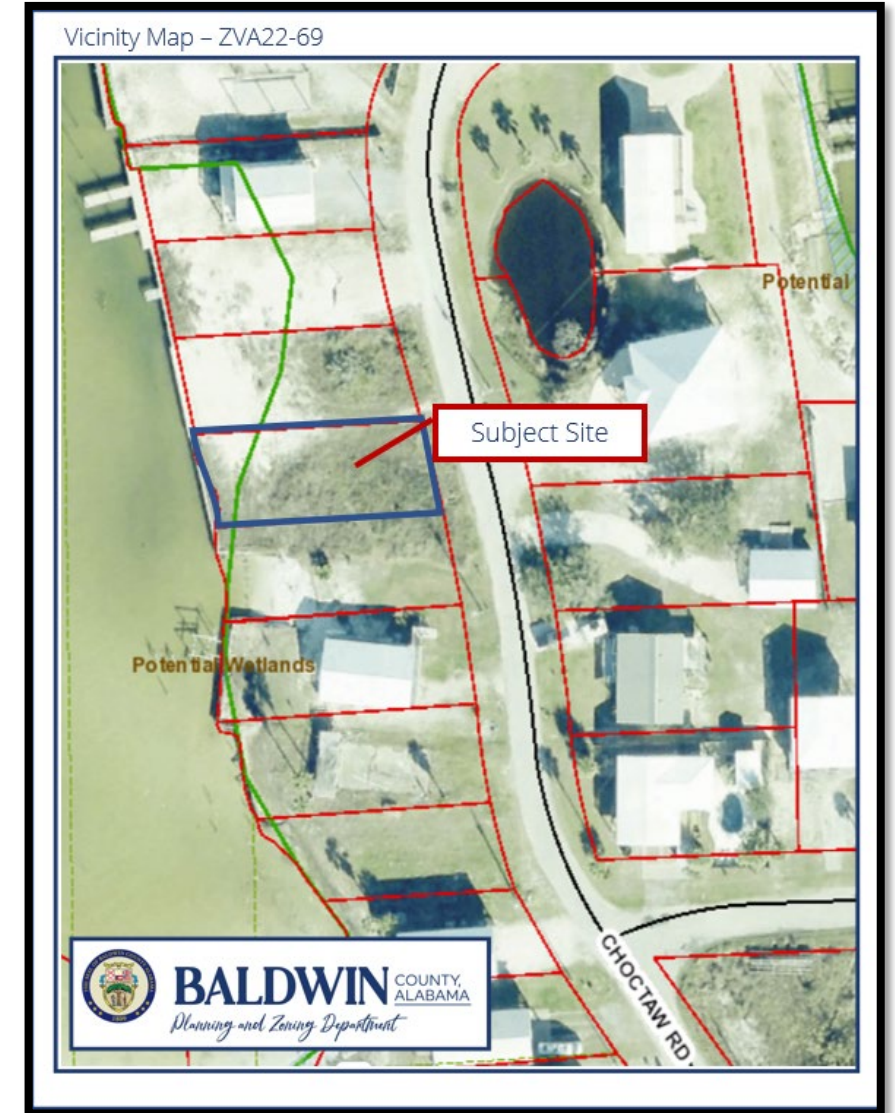 Vicinity Map – ZVA22-69
Potential
Subject Site
Potential Wetlands
CHOCTAW RD
BALDWIN COUNTY,
ALABAMA
Planning and Zoning Department